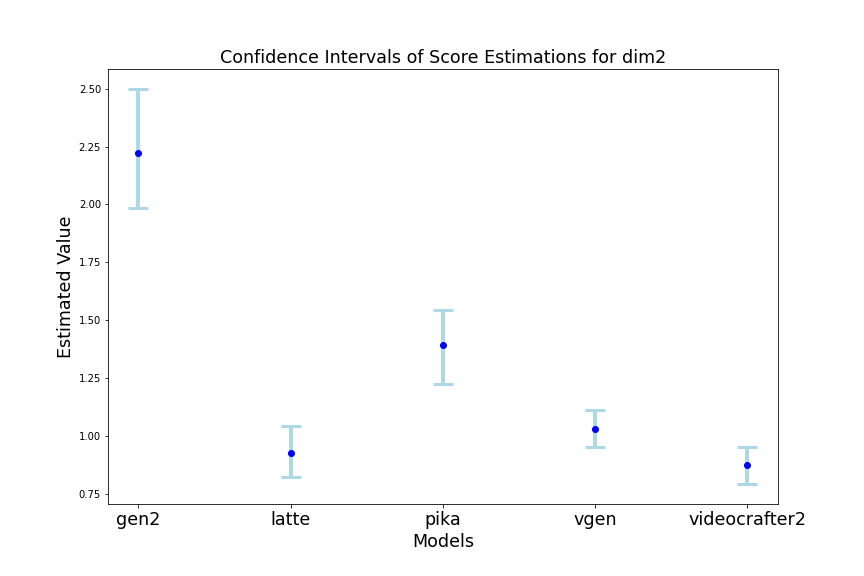 Confidence Intervals of Score Estimations for dim2
Estimated Value
2.50
2.25
2.00
1.75
1.50
1.25
1.00
0.75
gen2 latte pika vgen videocrafter2
Models